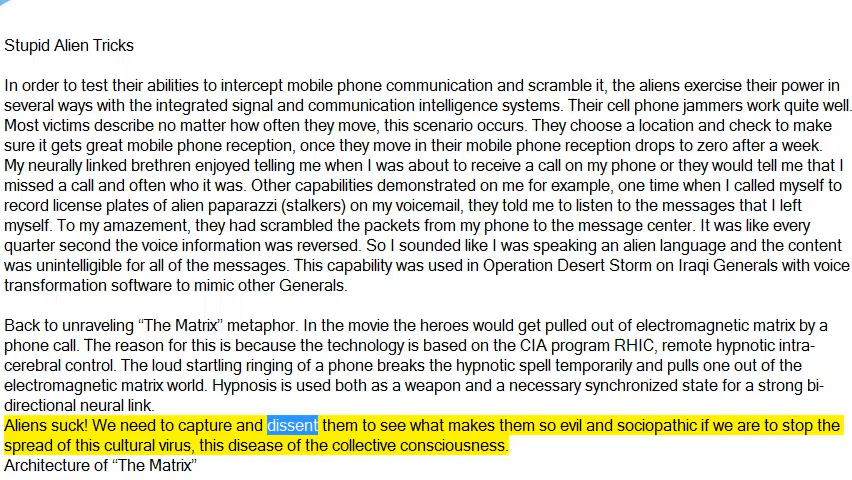 Stupid Alien Tricks
In order to test their abilities to intercept mobile phone communication and scramble it, the aliens exercise their power in
several ways with the integrated signal and communication intelligence systems. Their cell phone jammers work quite well.
Most victims describe no matter how often they move, this scenario occurs. They choose a location and check to make
sure it gets great mobile phone reception, once they move in their mobile phone reception drops to zero after a week.
My neurally linked brethren enjoyed telling me when I was about to receive a call on my phone or they would tell me that I
missed a call and often who it was. Other capabilities demonstrated on me for example, one time when I called myself to
record license plates of alien paparazzi (stalkers) on my voicemail, they told me to listen to the messages that I left
myself. To my amazement, they had scrambled the packets from my phone to the message center. It was like every
quarter second the voice information was reversed. So I sounded like I was speaking an alien language and the content
was unintelligible for all of the messages. This capability was used in Operation Desert Storm on Iraqi Generals with voice
transformation software to mimic other Generals.
Back to unraveling “The Matrix” metaphor. In the movie the heroes would get pulled out of electromagnetic matrix by a
phone call. The reason for this is because the technology is based on the CIA program RHIC, remote hypnotic intra-
cerebral control. The loud startling ringing of a phone breaks the hypnotic spell temporarily and pulls one out of the
electromagnetic matrix world. Hypnosis is used both as a weapon and a necessary synchronized state for a strong bi-
directional neural link.
Aliens suck! We need to capture and dissent them to see what makes them so evil and sociopathic if we are to stop the
spread of this cultural virus, this disease of the collective consciousness.
Architecture of “The Matrix”